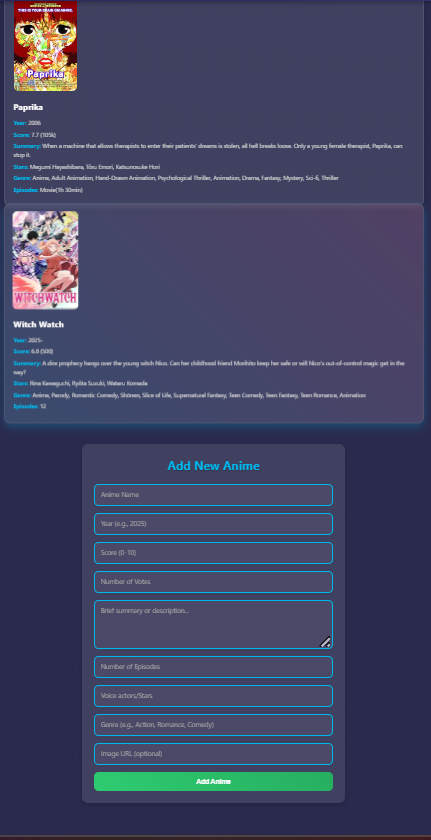 THIS IS YOUR BRAIN ON ANIME.
Paprika
Paprika
Year: 2006
Score: 7.7 (105k)
Summary: When a machine that allows therapists to enter their patients' dreams is stolen, all hell breaks loose. Only a young female therapist, Paprika, can
stop it.
Stars: Megumi Hayashibara, Tôru Emori, Katsunosuke Hori
Genre: Anime, Adult Animation, Hand-Drawn Animation, Psychological Thriller, Animation, Drama, Fantasy, Mystery, Sci-fi, Thriller
Episodes: Movie(1h 30min)
WITCH WATCH
Witch Watch
Year: 2025-
Score: 6.8 (500)
Summary: A dire prophecy hangs over the young witch Nico. Can her childhood friend Morihito keep her safe or will Nico's out-of-control magic get in the
way?
Stars: Rina Kawaguchi, Ryôta Suzuki, Wataru Komada
Genre: Anime, Parody, Romantic Comedy, Shōnen, Slice of Life, Supernatural Fantasy, Teen Comedy, Teen Fantasy, Teen Romance, Animation
Episodes: 12
Add New Anime
Anime Name
Year (e.g., 2025)
Score (0-10)
Number of Votes
Brief summary or description...
Number of Episodes
Voice actors/Stars
Genre (e.g., Action, Romance, Comedy)
Image URL (optional)
Add Anime